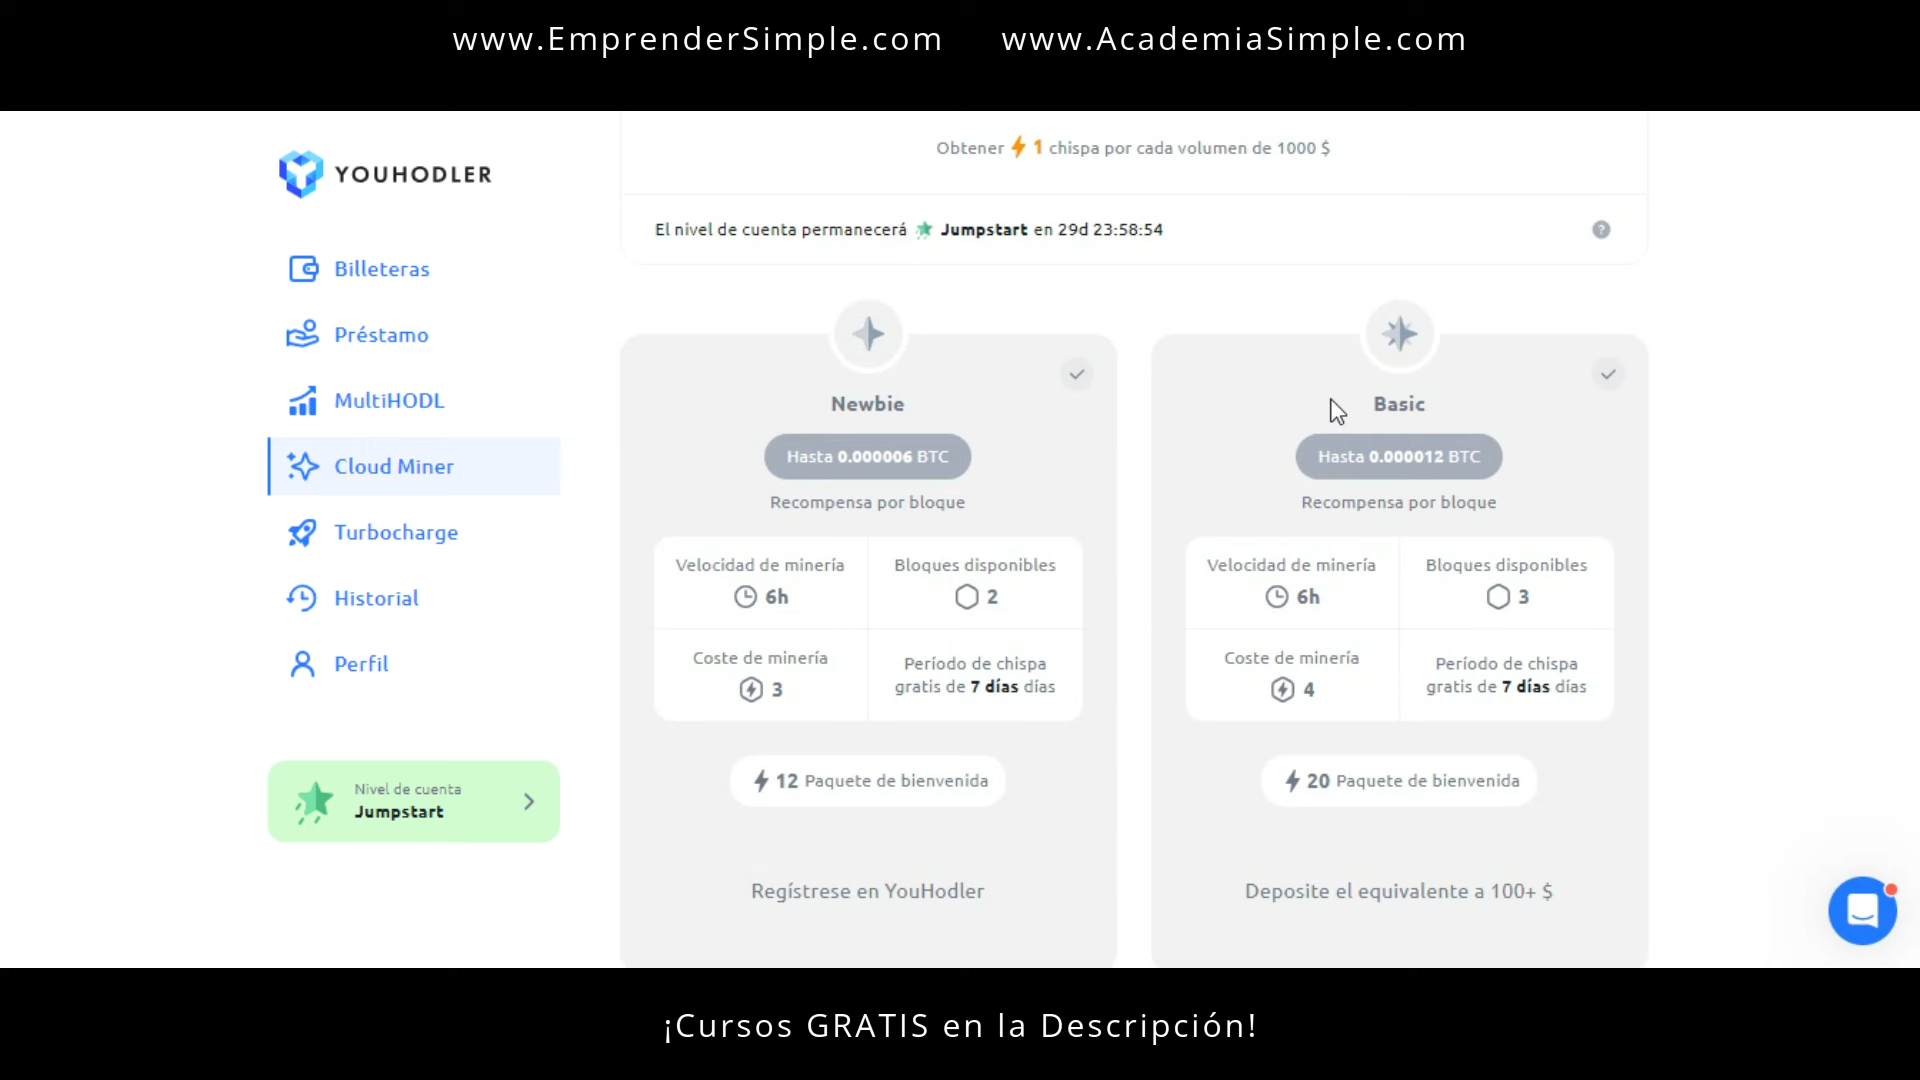 www.EmprenderSimple.com www.AcademiaSimple.com
YOUHODLER
Billeteras
Préstamo
MultiHODL
Cloud Miner
Turbocharge
Historial
Perfil
Nivel de cuenta
Jumpstart
Obtener 1 chispa por cada volumen de 1000 $
El nivel de cuenta permanecerá Jumpstart en 29d 23:58:54
?
Newbie
Hasta 0.000006 BTC
Recompensa por bloque
Velocidad de minería
6h
Bloques disponibles
2
Coste de minería
3
Período de chispa
gratis de 7 días días
12 Paquete de bienvenida
Regístrese en YouHodler
Basic
Hasta 0.000012 BTC
Recompensa por bloque
Velocidad de minería
6h
Bloques disponibles
3
Coste de minería
4
Período de chispa
gratis de 7 días días
20 Paquete de bienvenida
Deposite el equivalente a 100+ $
¡Cursos GRATIS en la Descripción!